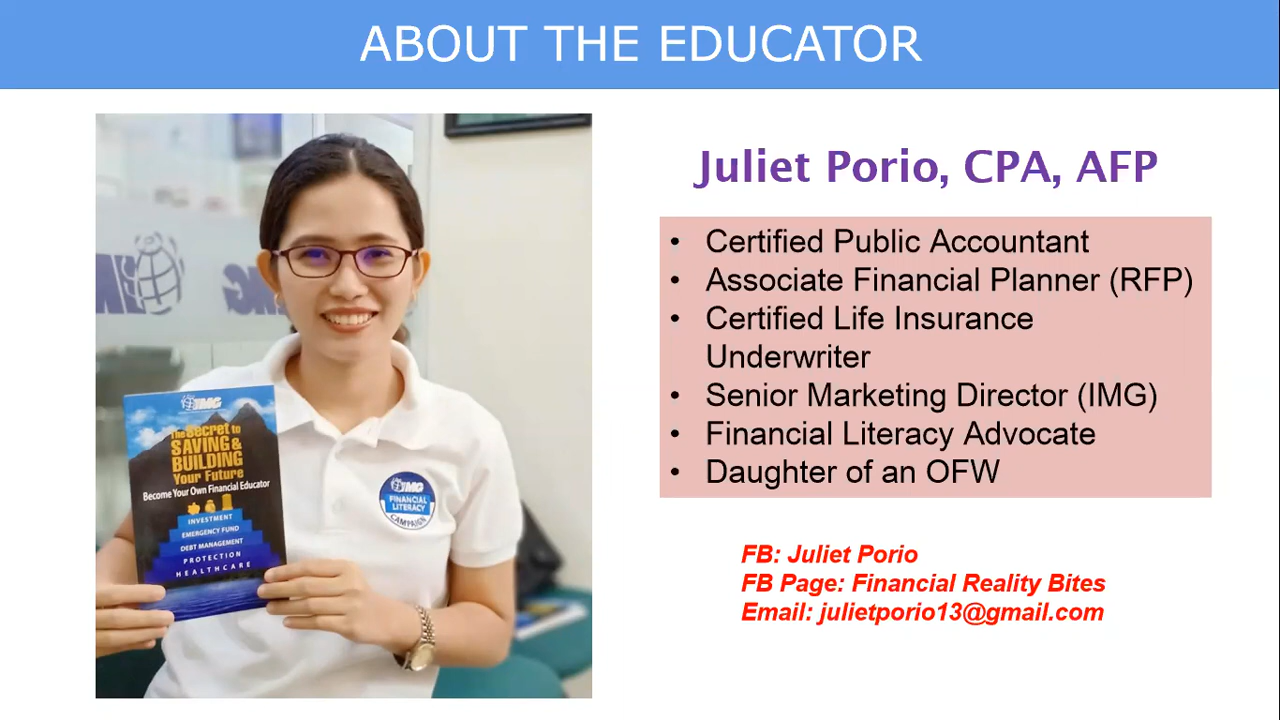 ABOUT THE EDUCATOR
Juliet Porio, CPA, AFP
• Certified Public Accountant
• Associate Financial Planner (RFP)
• Certified Life Insurance
Underwriter
• Senior Marketing Director (IMG)
• Financial Literacy Advocate
• Daughter of an OFW
FB: Juliet Porio
FB Page: Financial Reality Bites
Email: julietporio13@gmail.com
IMG
The Secret to
SAVING &
BUILDING
Your Future
Become Your Own Financial Educator
INVESTMENT
EMERGENCY FUND
DEBT MANAGEMENT
PROTECTION
HEALTHCARE
IMG
FINANCIAL
LITERACY
CAMPAIGN